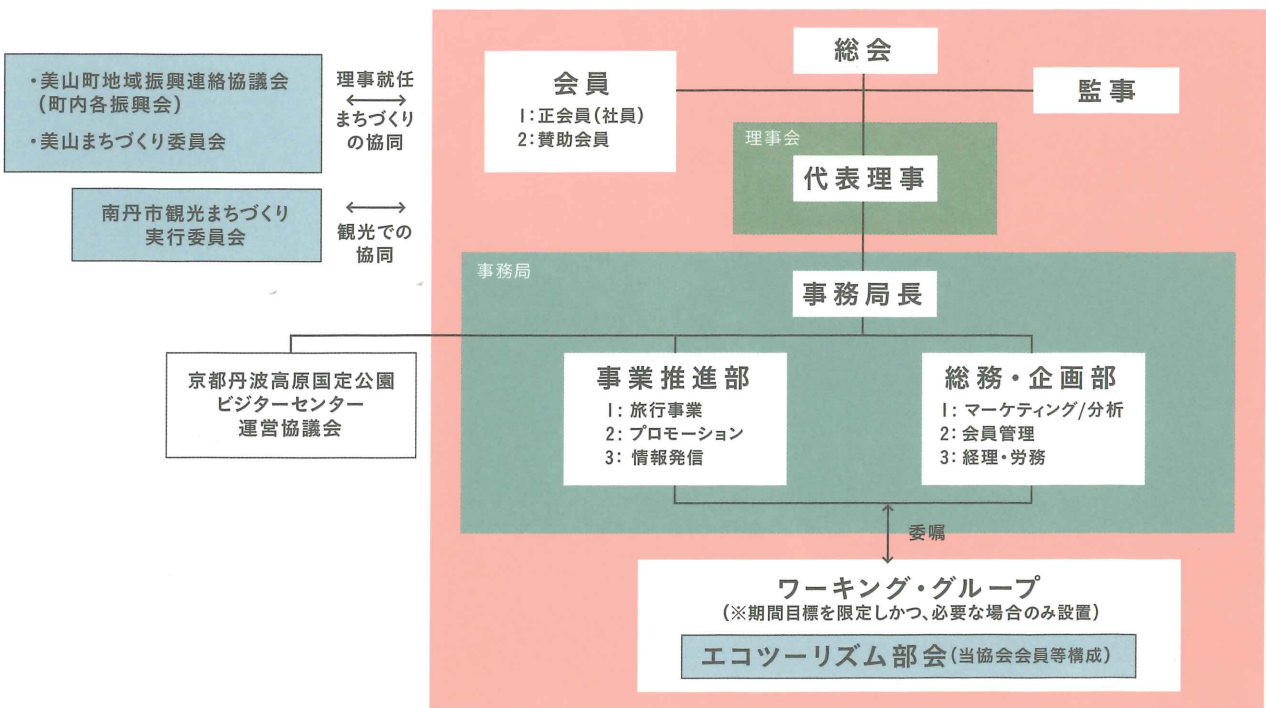 総会
会員
1:正会員(社員)
2:賛助会員
監事
理事会
代表理事
・美山町地域振興連絡協議会
(町内各振興会)
・美山まちづくり委員会
理事就任
まちづくり
の協同
南丹市観光まちづくり
実行委員会
観光での
協同
事務局
事務局長
京都丹波高原国定公園
ビジターセンター
運営協議会
事業推進部
1:旅行事業
2:プロモーション
3:情報発信
総務・企画部
1:マーケティング/分析
2:会員管理
3:経理・労務
委嘱
ワーキング・グループ
(※期間目標を限定しかつ、必要な場合のみ設置)
エコツーリズム部会(当協会会員等構成)